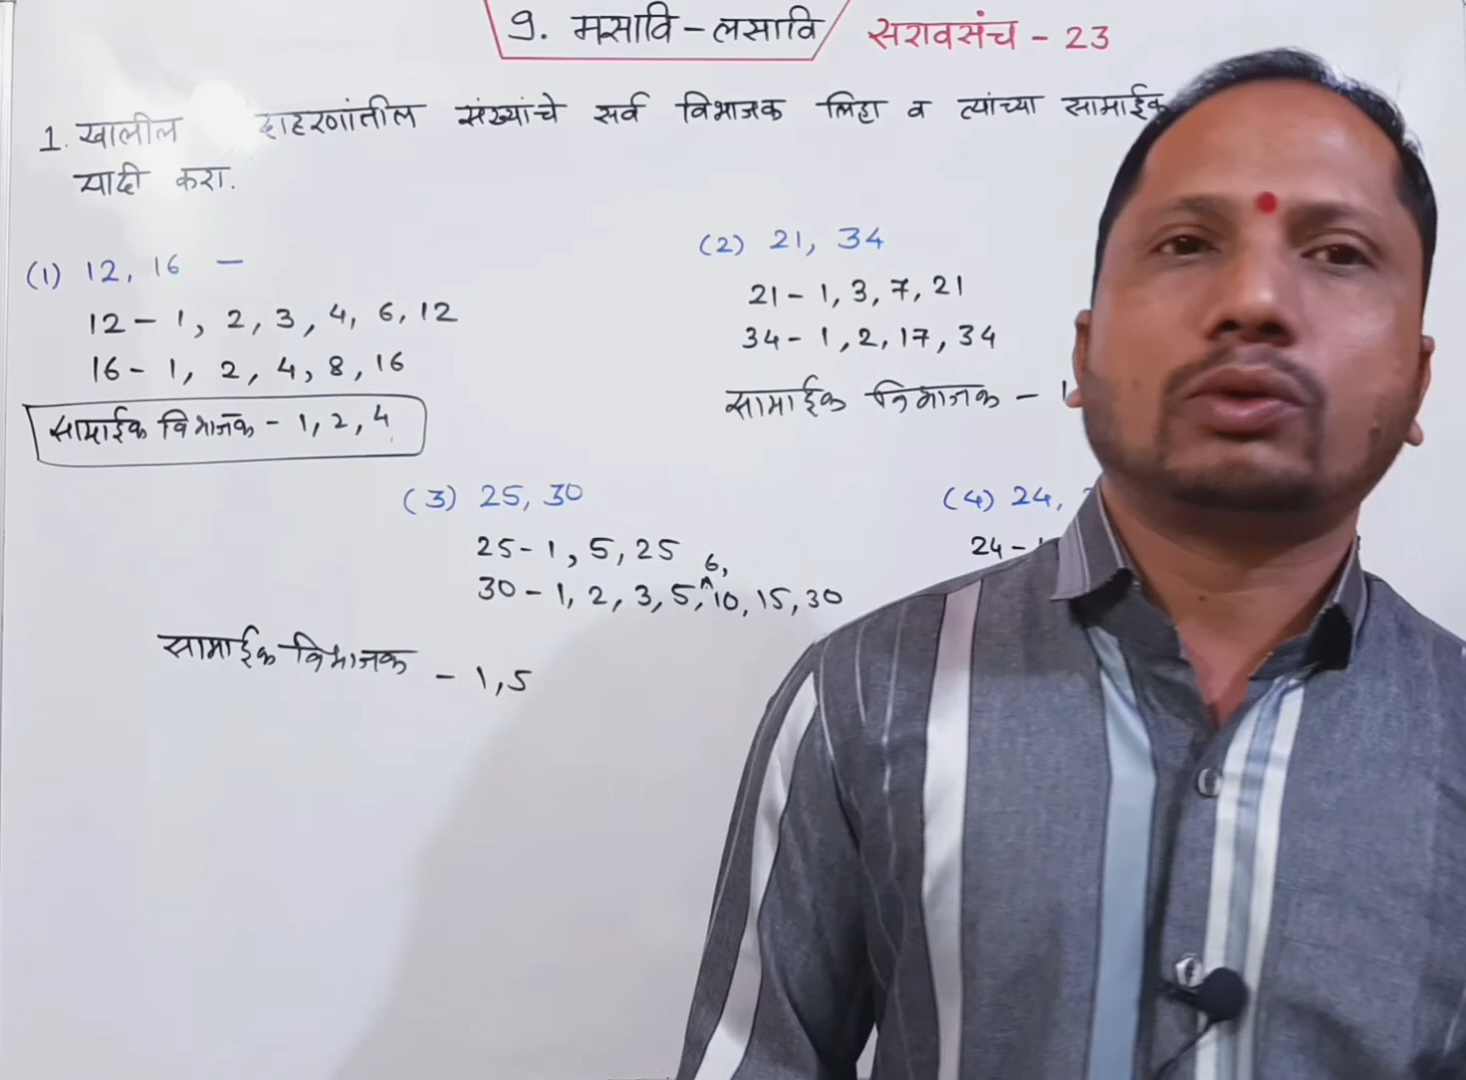 9. मसावि - लसावि सरावसंच - 23
1. खालील संख्यांचे सर्व विभाजक लिहा व त्यांच्या सामाईक
यादी करा.
(1) 12, 16 -
12 - 1, 2, 3, 4, 6, 12
16 - 1, 2, 4, 8, 16
सामाईक विभाजक - 1, 2, 4
(2) 21, 34
21 - 1, 3, 7, 21
34 - 1, 2, 17, 34
सामाईक विभाजक - 1
(3) 25, 30
25 - 1, 5, 25
30 - 1, 2, 3, 5, 6, 10, 15, 30
सामाईक विभाजक - 1, 5
(4) 24,
24 -